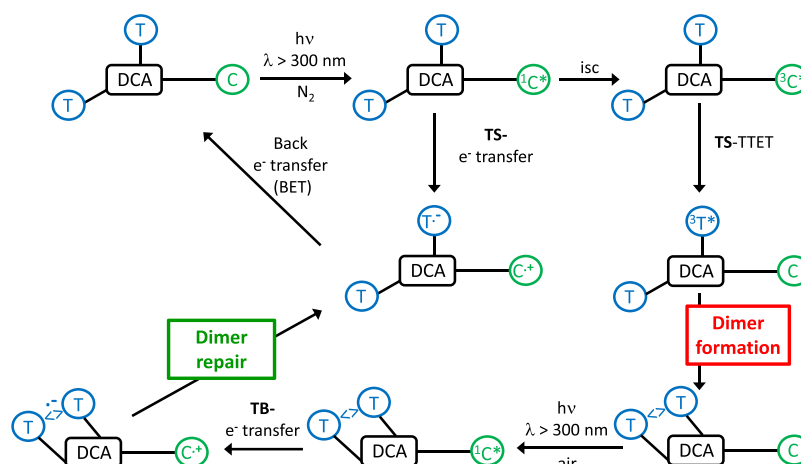 T
T
T
hν
λ > 300 nm
N₂
DCA
C
DCA
¹C*
isc
DCA
³C*
T
T
T
Back
e⁻ transfer
(BET)
TS-
e⁻ transfer
TS-TTET
T·⁻
³T*
DCA
C·⁺
DCA
C
T
T
Dimer
repair
Dimer
formation
·-
T
T
DCA
C·⁺
TB-
e⁻ transfer
T
T
DCA
¹C*
hν
λ > 300 nm
air
T
T
DCA
C